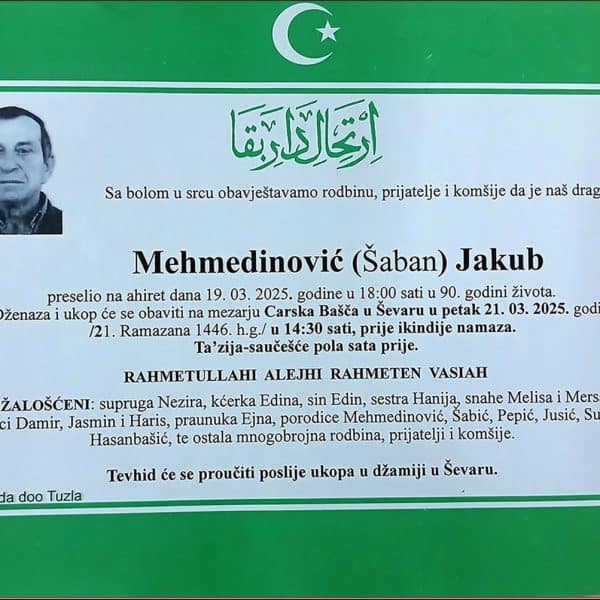 اِرْتِحَالِ دَارِ بَقَا
Sa bolom u srcu obavještavamo rodbinu, prijatelje i komšije da je naš drag
Mehmedinović (Šaban) Jakub
preselio na ahiret dana 19. 03. 2025. godine u 18:00 sati u 90. godini života.
Dženaza i ukop će se obaviti na mezarju Carska Bašča u Ševaru u petak 21. 03. 2025. godi
/21. Ramazana 1446. h.g./ u 14:30 sati, prije ikindije namaza.
Ta’zija-saučešće pola sata prije.
RAHMETULLAHI ALEJHI RAHMETEN VASIAH
ŽALOŠĆENI: supruga Nezira, kćerka Edina, sin Edin, sestra Hanija, snahe Melisa i Mersa
ci Damir, Jasmin i Haris, praunuka Ejna, porodice Mehmedinović, Šabić, Pepić, Jusić, Su
Hasanbašić, te ostala mnogobrojna rodbina, prijatelji i komšije.
Tevhid će se proučiti poslije ukopa u džamiji u Ševaru.
da doo Tuzla